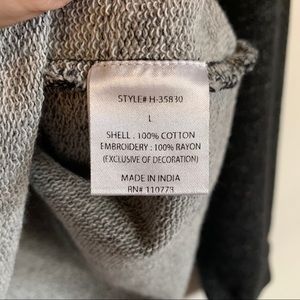 STYLE# H-35830
L
SHELL : 100% COTTON
EMBROIDERY : 100% RAYON
(EXCLUSIVE OF DECORATION)
MADE IN INDIA
RN# 110773